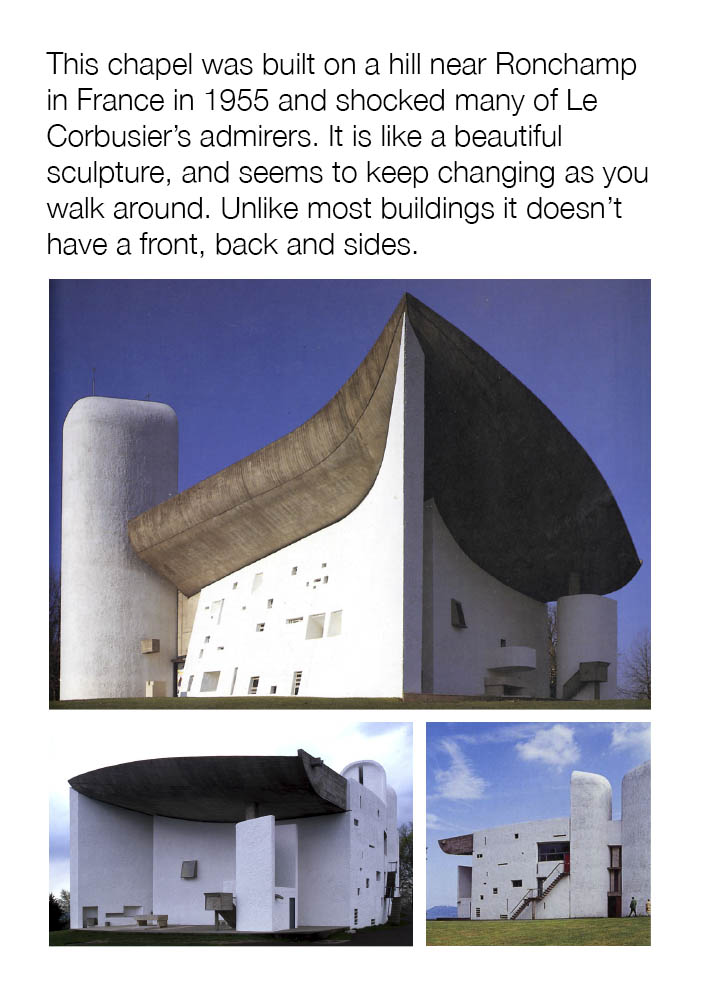 This chapel was built on a hill near Ronchamp
in France in 1955 and shocked many of Le
Corbusier’s admirers. It is like a beautiful
sculpture, and seems to keep changing as you
walk around. Unlike most buildings it doesn’t
have a front, back and sides.